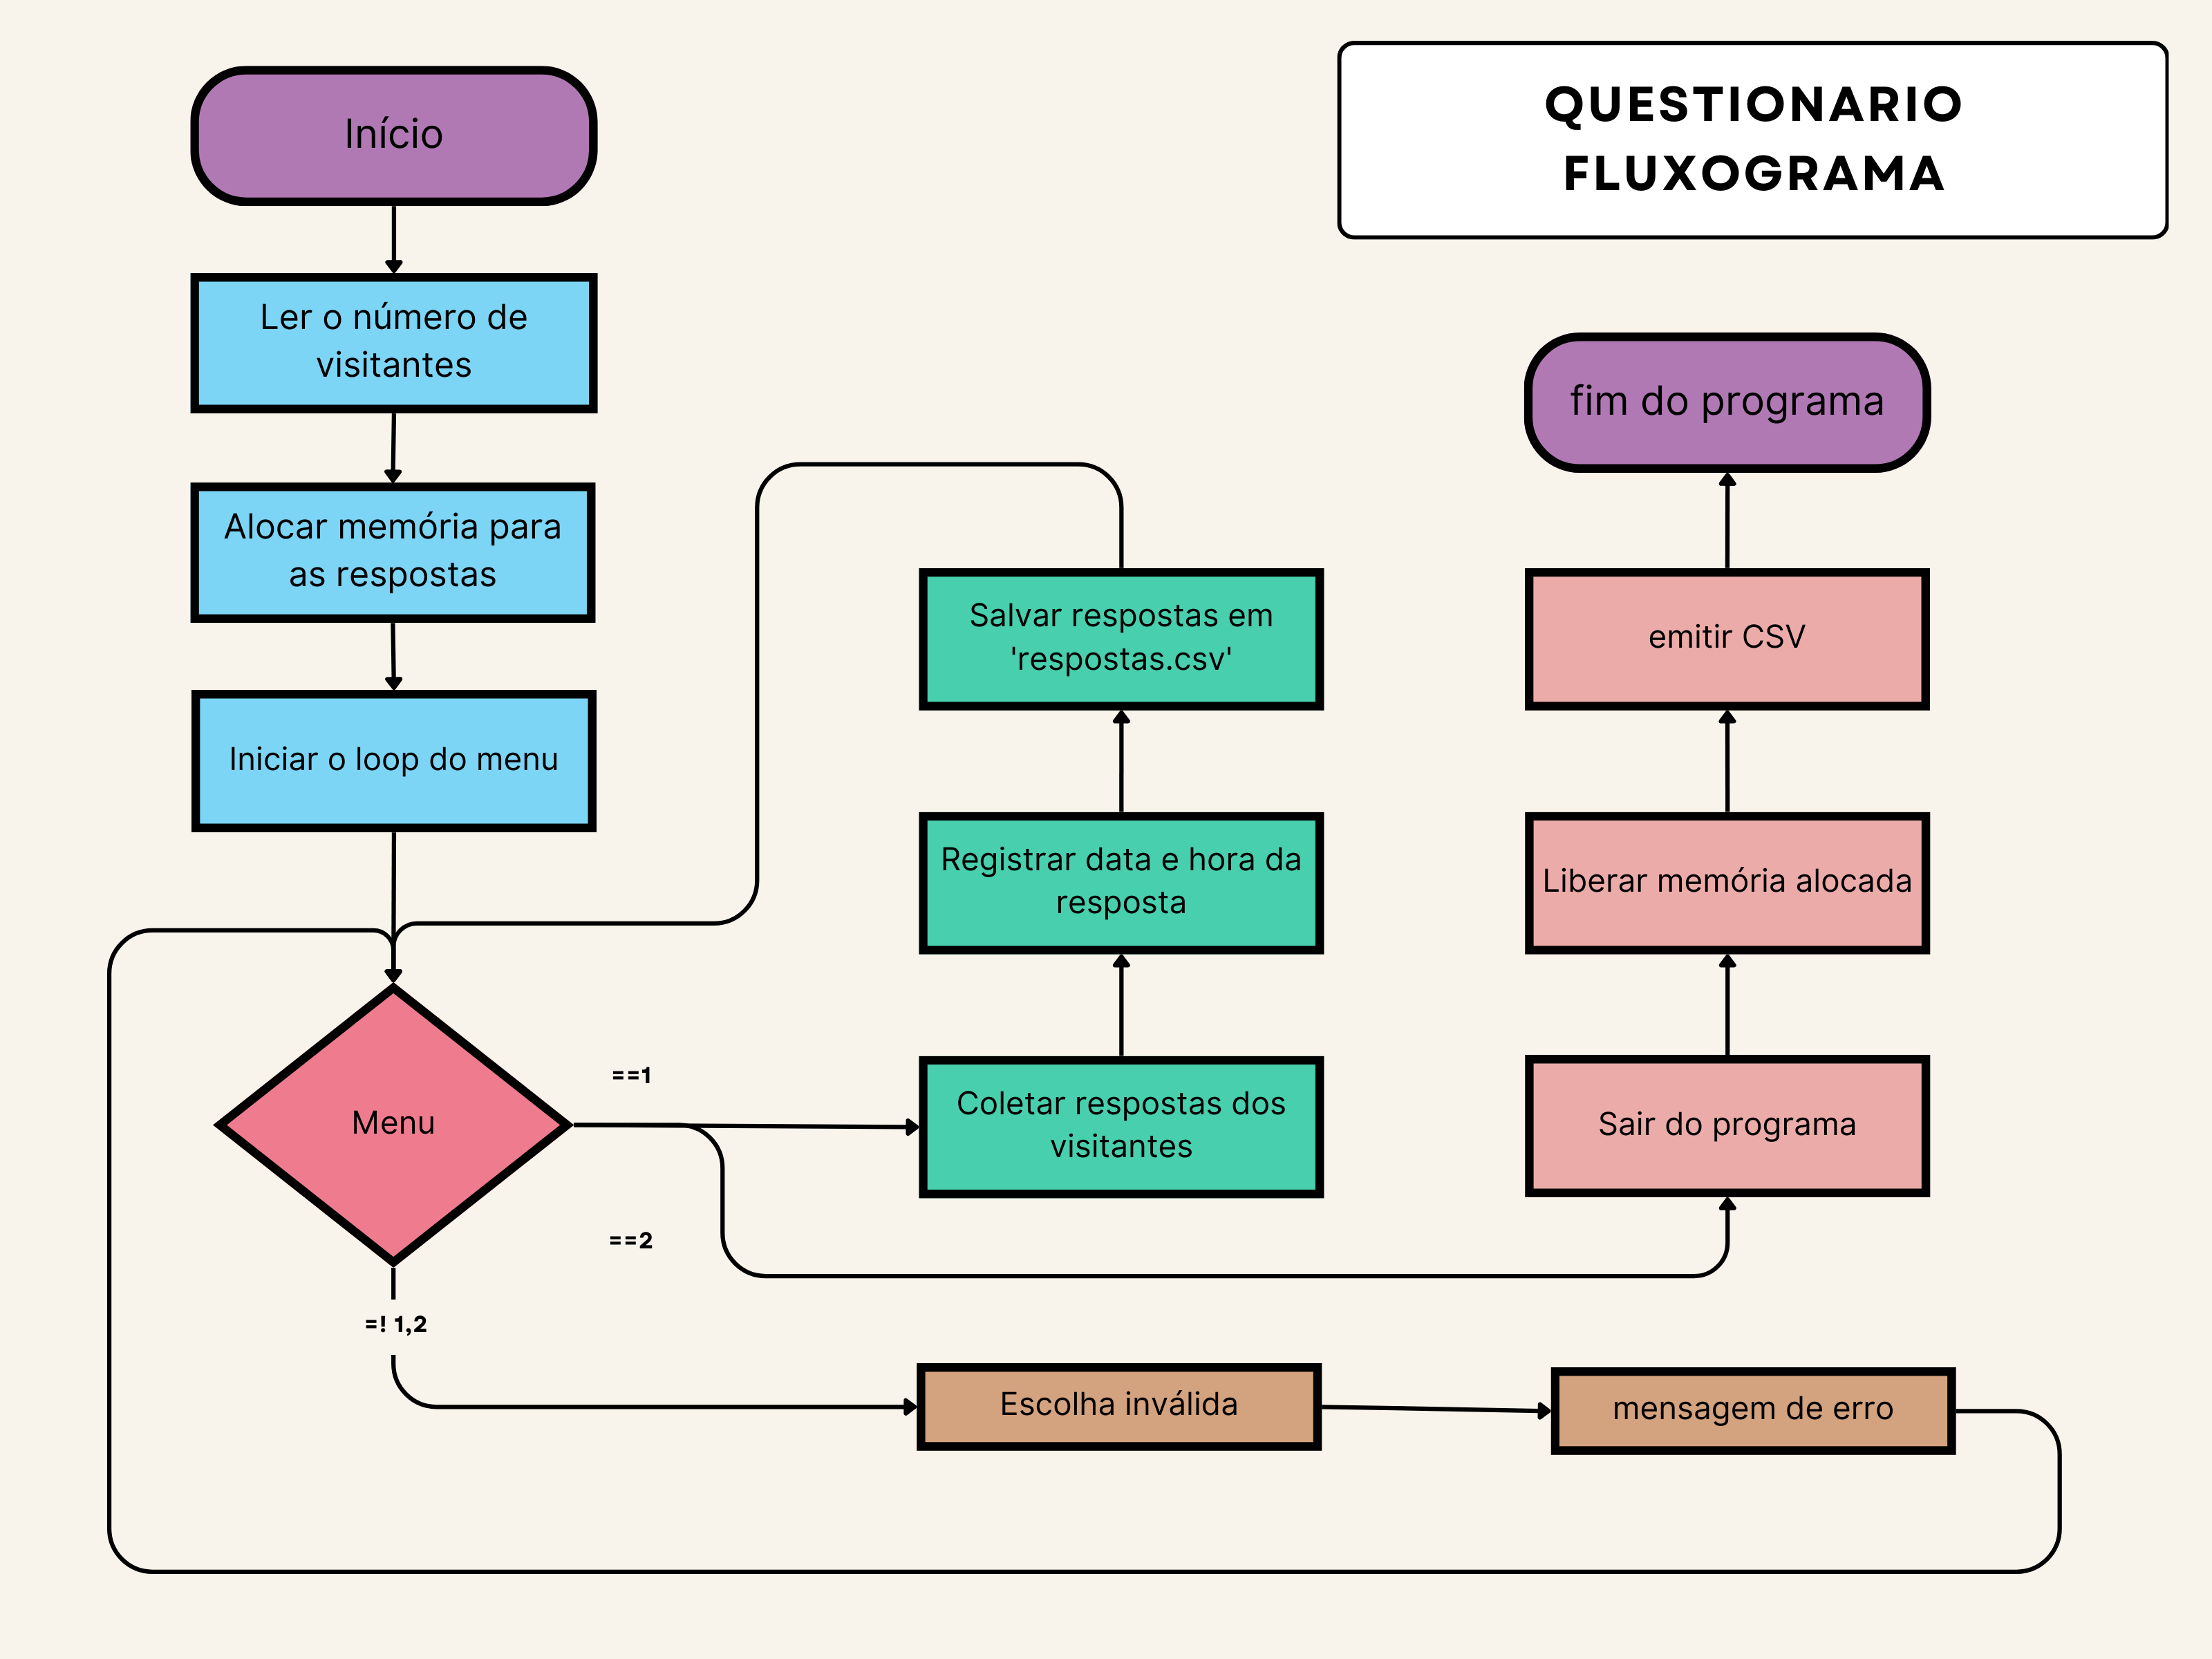 QUESTIONARIO
FLUXOGRAMA
Início
Ler o número de
visitantes
Alocar memória para
as respostas
Iniciar o loop do menu
Menu
==1
==2
=! 1,2
Coletar respostas dos
visitantes
Registrar data e hora da
resposta
Salvar respostas em
'respostas.csv'
Sair do programa
Liberar memória alocada
emitir CSV
fim do programa
Escolha inválida
mensagem de erro